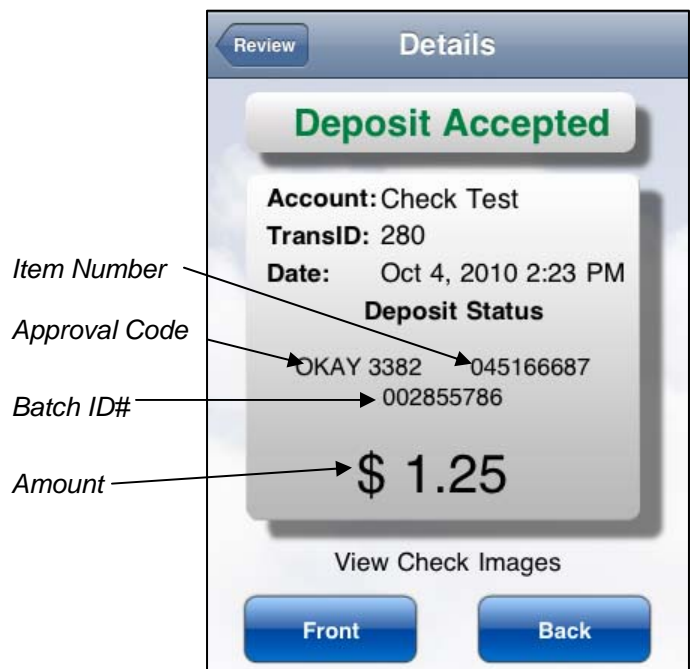 Review Details
Deposit Accepted
Account: Check Test
TransID: 280
Date: Oct 4, 2010 2:23 PM
Deposit Status
Item Number
Approval Code
OKAY 3382 045166687
Batch ID#
002855786
Amount
$ 1.25
View Check Images
Front Back